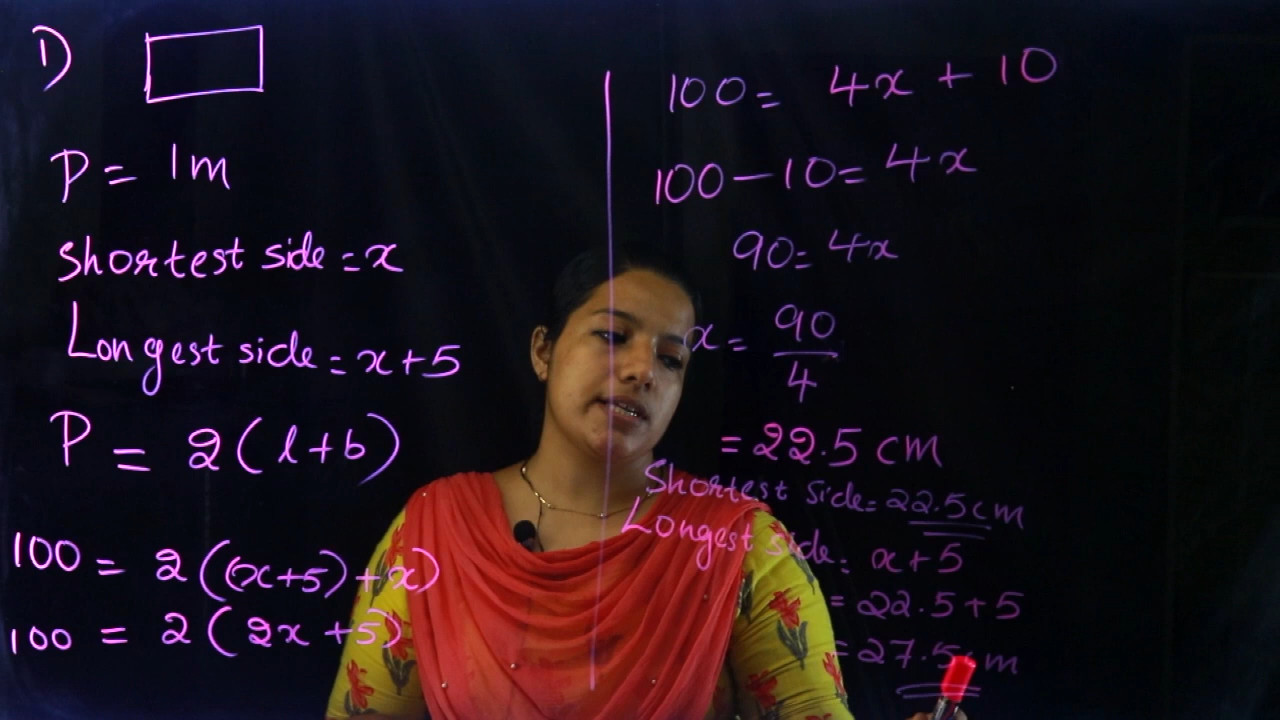 1)
P = 1m
Shortest side = x
Longest side = x+5
P = 2(l+b)
100 = 2((x+5)+x)
100 = 2(2x+5)
100 = 4x + 10
100 - 10 = 4x
90 = 4x
x = 90/4
= 22.5 cm
Shortest side = 22.5cm
Longest side = x+5
= 22.5+5
= 27.5cm